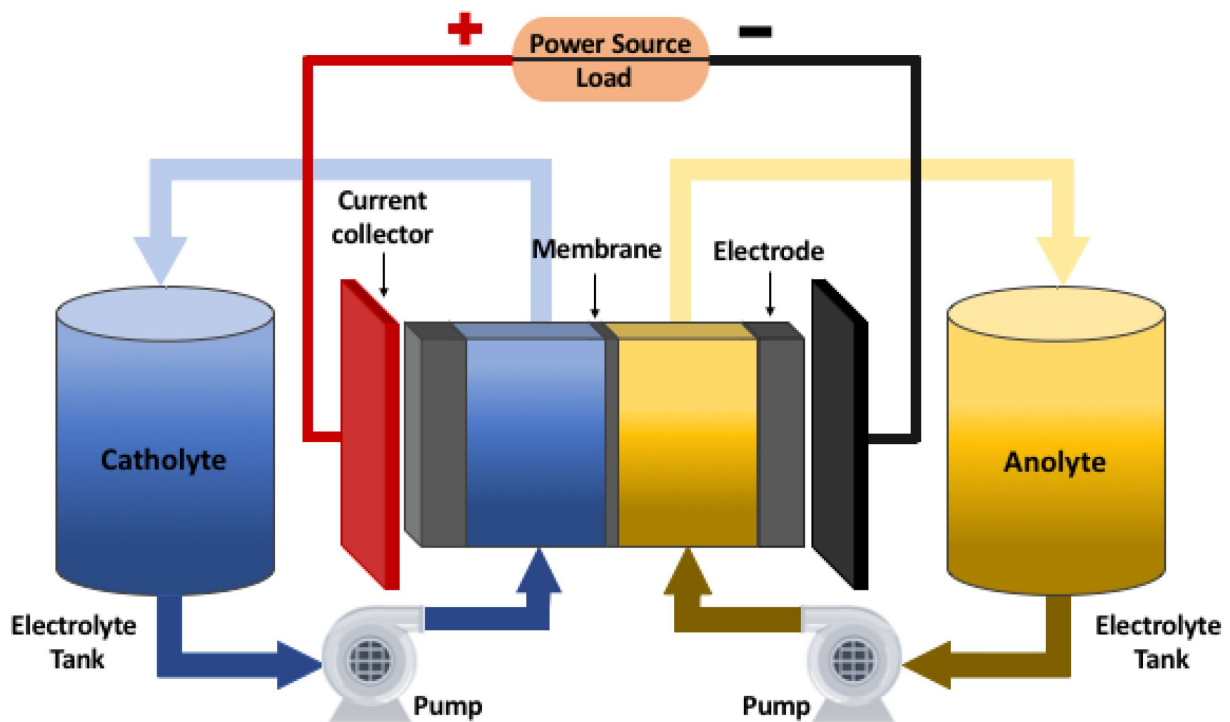 +
Power Source
Load
−
Current
collector
Membrane
Electrode
Catholyte
Anolyte
Electrolyte
Tank
Pump
Pump
Electrolyte
Tank